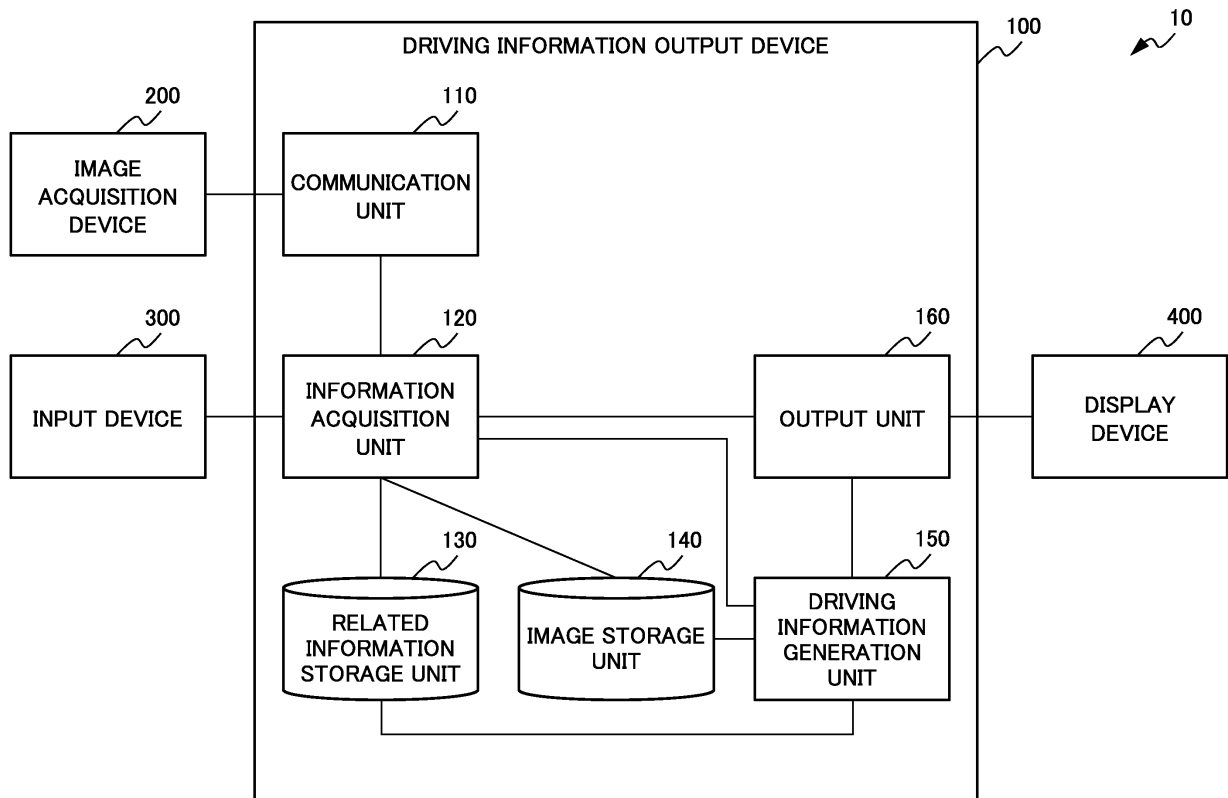 10
100
DRIVING INFORMATION OUTPUT DEVICE
200
110
IMAGE
ACQUISITION
DEVICE
COMMUNICATION
UNIT
300
120
160
400
INPUT DEVICE
INFORMATION
ACQUISITION
UNIT
OUTPUT UNIT
DISPLAY
DEVICE
130
140
150
RELATED
INFORMATION
STORAGE UNIT
IMAGE STORAGE
UNIT
DRIVING
INFORMATION
GENERATION
UNIT